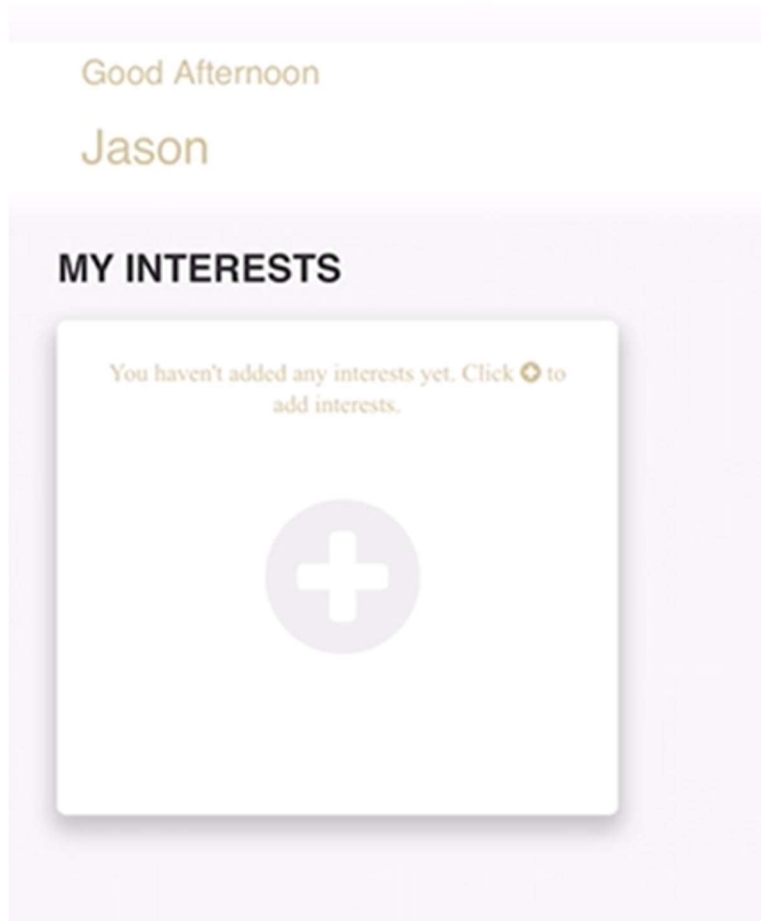 Good Afternoon
Jason
MY INTERESTS
You haven't added any interests yet. Click to
add interests.